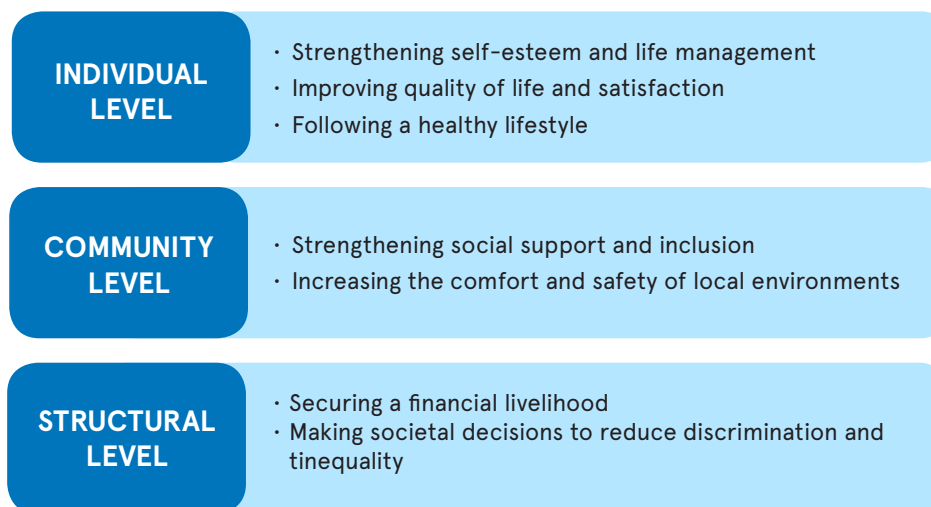 INDIVIDUAL
LEVEL
· Strengthening self-esteem and life management
· Improving quality of life and satisfaction
· Following a healthy lifestyle
COMMUNITY
LEVEL
· Strengthening social support and inclusion
· Increasing the comfort and safety of local environments
STRUCTURAL
LEVEL
· Securing a financial livelihood
· Making societal decisions to reduce discrimination and
tinequality